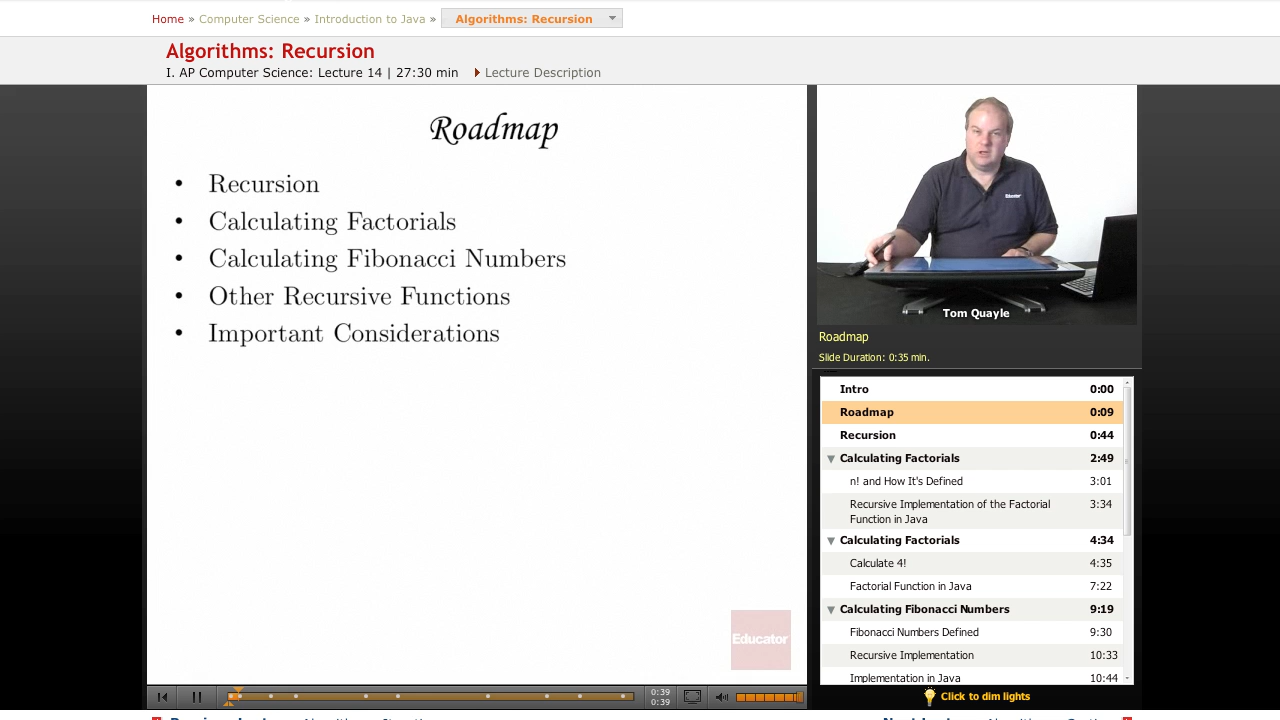 Home » Computer Science » Introduction to Java » Algorithms: Recursion
Algorithms: Recursion
I. AP Computer Science: Lecture 14 | 27:30 min Lecture Description
Roadmap
• Recursion
• Calculating Factorials
• Calculating Fibonacci Numbers
• Other Recursive Functions
• Important Considerations
Educator
Educator
Tom Quayle
Roadmap
Slide Duration: 0:35 min.
Intro 0:00
Roadmap 0:09
Recursion 0:44
Calculating Factorials 2:49
n! and How It's Defined 3:01
Recursive Implementation of the Factorial 3:34
Function in Java
Calculating Factorials 4:34
Calculate 4! 4:35
Factorial Function in Java 7:22
Calculating Fibonacci Numbers 9:19
Fibonacci Numbers Defined 9:30
Recursive Implementation 10:33
Implementation in Java 10:44
0:39
0:39
Click to dim lights